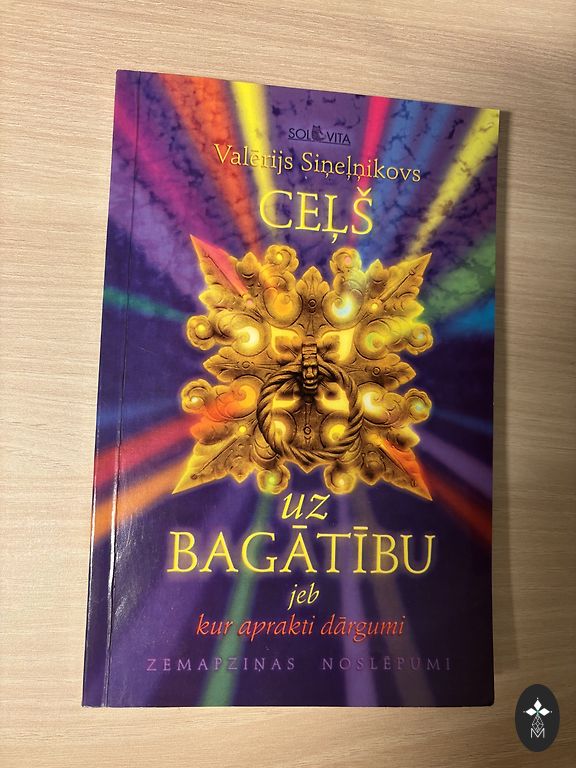 SOL VITA
Valērijs Siņeļņikovs
CEĻŠ
uz
BAGĀTĪBU
jeb
kur aprakti dārgumi
ZEMAPZIŅAS NOSLĒPUMI
M